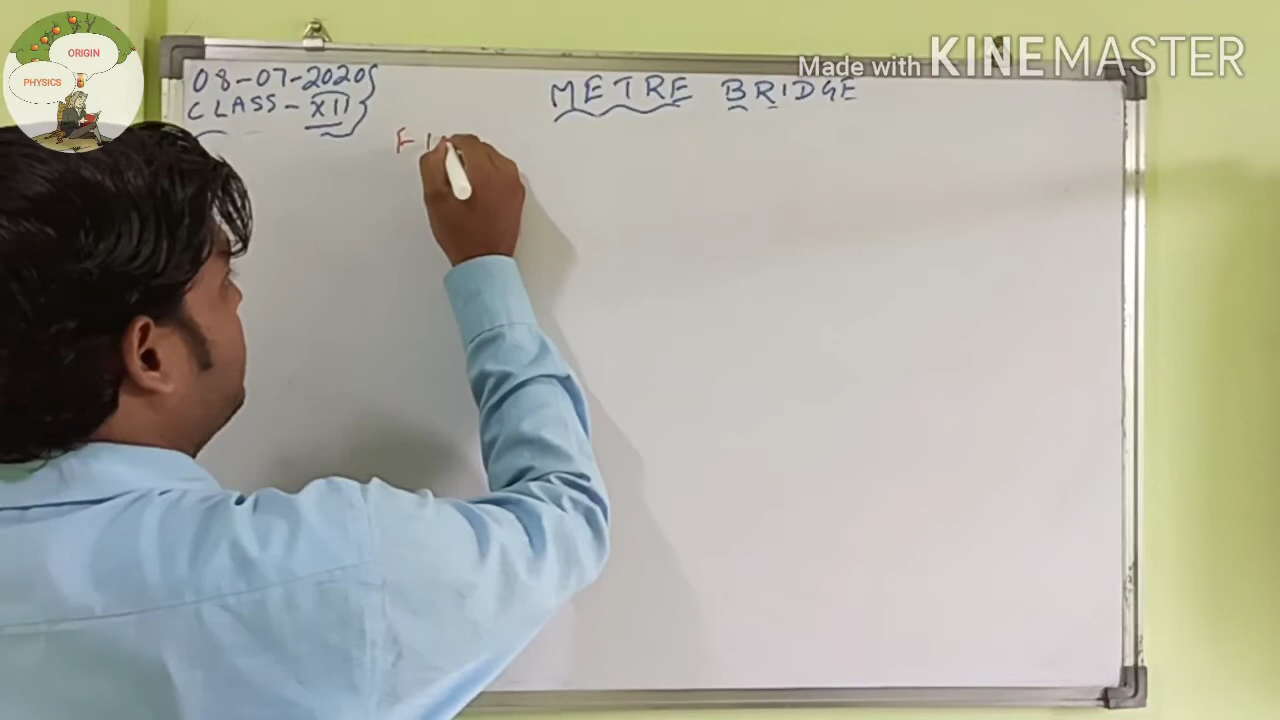 ORIGIN
PHYSICS
Made with KINEMASTER
08-07-2020
CLASS - XII
METRE BRIDGE